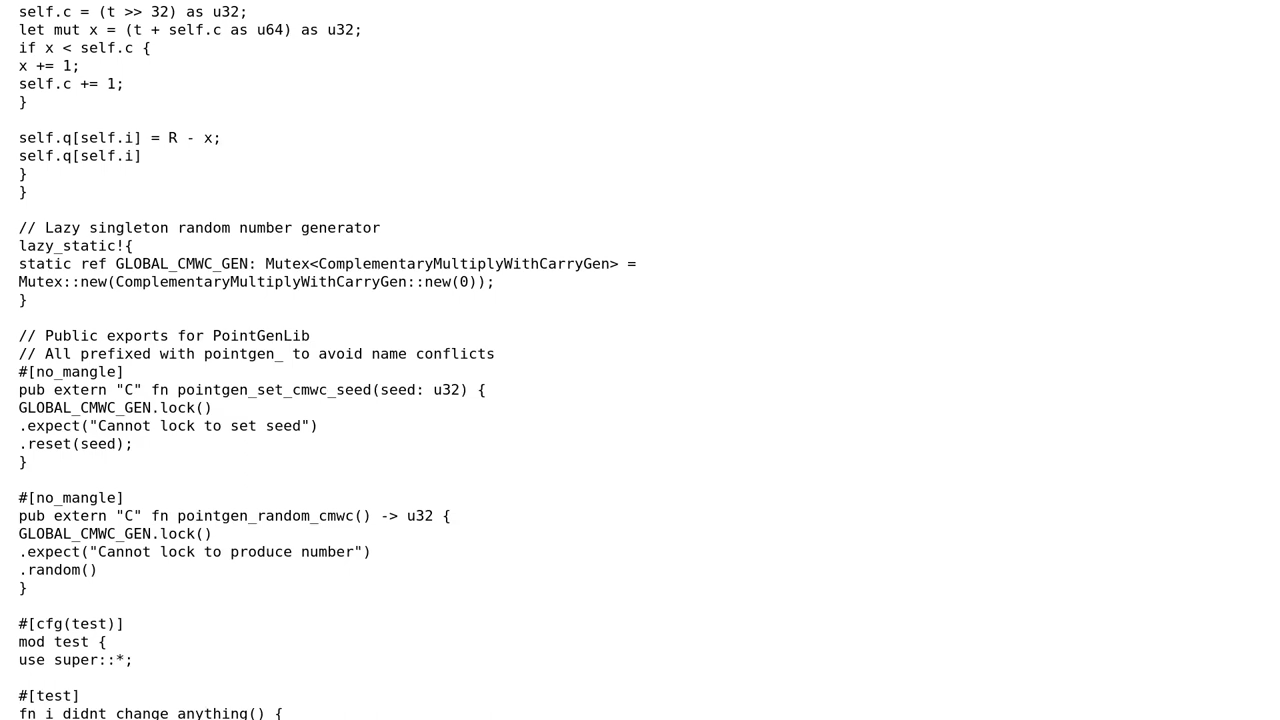 self.c = (t >> 32) as u32;
let mut x = (t + self.c as u64) as u32;
if x < self.c {
x += 1;
self.c += 1;
}

self.q[self.i] = R - x;
self.q[self.i]
}
}

// Lazy singleton random number generator
lazy_static!{
static ref GLOBAL_CMWC_GEN: Mutex<ComplementaryMultiplyWithCarryGen> =
Mutex::new(ComplementaryMultiplyWithCarryGen::new(0));
}

// Public exports for PointGenLib
// All prefixed with pointgen_ to avoid name conflicts
#[no_mangle]
pub extern "C" fn pointgen_set_cmwc_seed(seed: u32) {
GLOBAL_CMWC_GEN.lock()
.expect("Cannot lock to set seed")
.reset(seed);
}

#[no_mangle]
pub extern "C" fn pointgen_random_cmwc() -> u32 {
GLOBAL_CMWC_GEN.lock()
.expect("Cannot lock to produce number")
.random()
}

#[cfg(test)]
mod test {
use super::*;

#[test]
fn i_didnt_change_anything() {